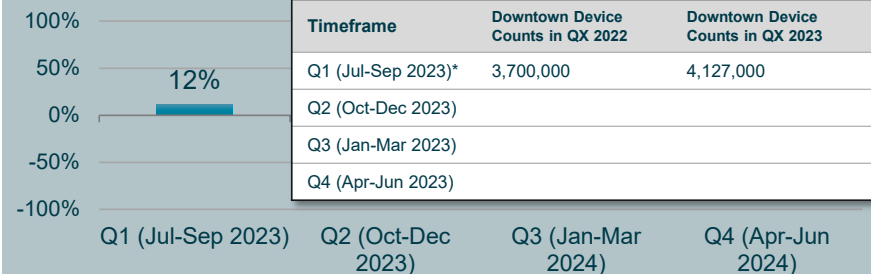 100%
50%
0%
-50%
-100%
12%
Timeframe
Downtown Device
Counts in QX 2022
Downtown Device
Counts in QX 2023
Q1 (Jul-Sep 2023)* 3,700,000 4,127,000
Q2 (Oct-Dec 2023)
Q3 (Jan-Mar 2023)
Q4 (Apr-Jun 2023)
Q1 (Jul-Sep 2023)
Q2 (Oct-Dec
2023)
Q3 (Jan-Mar
2024)
Q4 (Apr-Jun
2024)